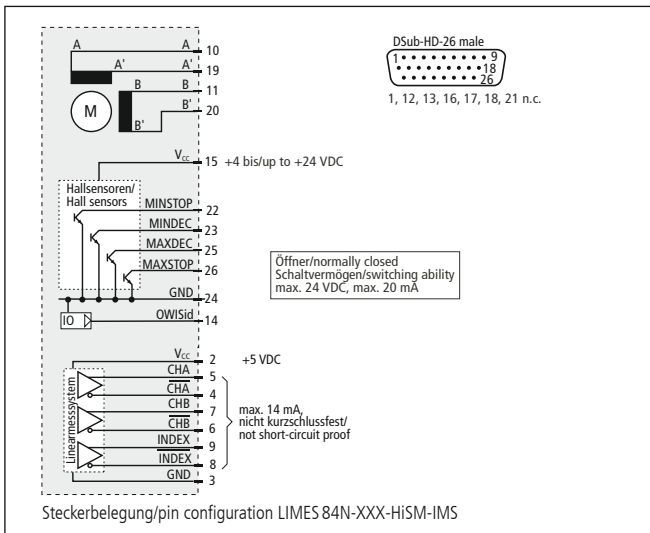 A A 10
A' A' 19
B B 11
B' B' 20
M
DSub-HD-26 male
1 9
18
26
1, 12, 13, 16, 17, 18, 21 n.c.
VCC 15 +4 bis/up to +24 VDC
Hallsensoren/
Hall sensors
MINSTOP 22
MINDEC 23
MAXDEC 25
MAXSTOP 26
GND 24
IO OWISid 14
Öffner/normally closed
Schaltvermögen/switching ability
max. 24 VDC, max. 20 mA
VCC 2 +5 VDC
CHA 5
C̅H̅A̅ 4
CHB 7
C̅H̅B̅ 6
INDEX 9
I̅N̅D̅E̅X̅ 8
GND 3
Linearmesssystem
max. 14 mA,
nicht kurzschlussfest/
not short-circuit proof
Steckerbelegung/pin configuration LIMES 84N-XXX-HiSM-IMS